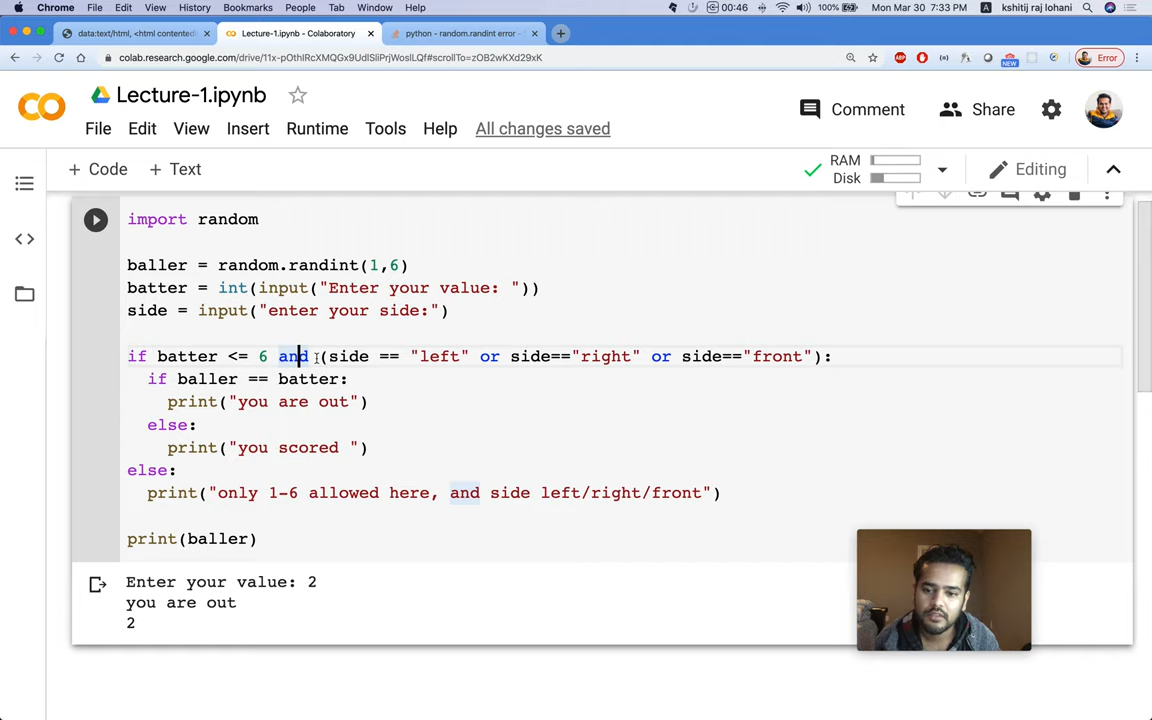 Chrome File Edit View History Bookmarks People Tab Window Help 00:46 100% Mon Mar 30 7:33 PM A kshitij raj lohani
data:text/html, <html contented Lecture-1.ipynb - Colaboratory python - random.randint error -
colab.research.google.com/drive/11x-pOthIRcXMQGx9UdlSliPrjWoslLQf#scrollTo=zOB2wKXd29xK ABP NEW Error
CO Lecture-1.ipynb
File Edit View Insert Runtime Tools Help All changes saved Comment Share
+ Code + Text RAM Disk Editing
import random
baller = random.randint(1,6)
batter = int(input("Enter your value: "))
side = input("enter your side:")
if batter <= 6 and (side == "left" or side=="right" or side=="front"):
if baller == batter:
print("you are out")
else:
print("you scored ")
else:
print("only 1-6 allowed here, and side left/right/front")
print(baller)
Enter your value: 2
you are out
2